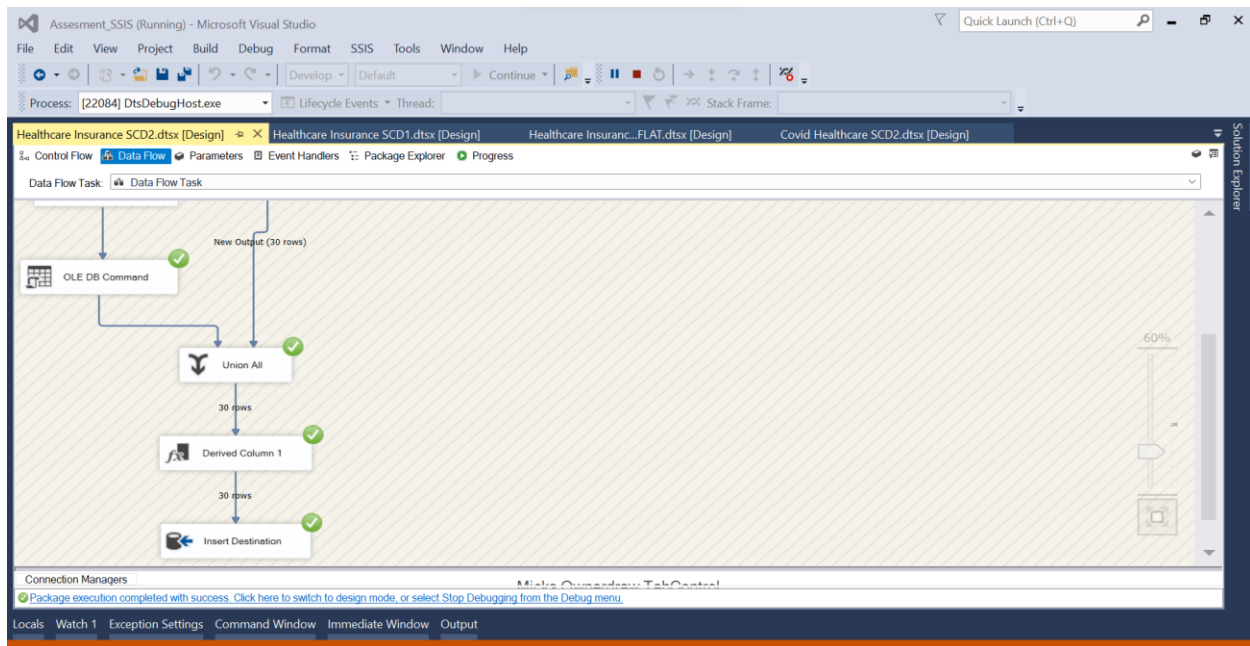 Assesment_SSIS (Running) - Microsoft Visual Studio
Quick Launch (Ctrl+Q)
File Edit View Project Build Debug Format SSIS Tools Window Help
Develop Default Continue
Process: [22084] DtsDebugHost.exe Lifecycle Events Thread: Stack Frame:
Healthcare Insurance SCD2.dtsx [Design] Healthcare Insurance SCD1.dtsx [Design] Healthcare Insuranc...FLAT.dtsx [Design] Covid Healthcare SCD2.dtsx [Design]
Solution Explorer
Control Flow Data Flow Parameters Event Handlers Package Explorer Progress
Data Flow Task: Data Flow Task
New Output (30 rows)
OLE DB Command
60%
Union All
30 rows
Derived Column 1
30 rows
Insert Destination
Connection Managers
Package execution completed with success. Click here to switch to design mode, or select Stop Debugging from the Debug menu.
Locals Watch 1 Exception Settings Command Window Immediate Window Output